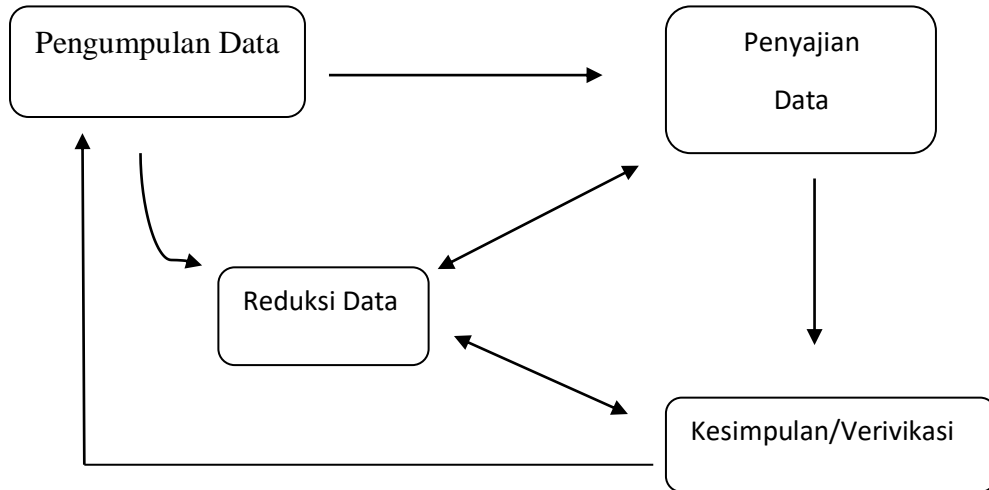 Pengumpulan Data
Penyajian
Data
Reduksi Data
Kesimpulan/Verivikasi